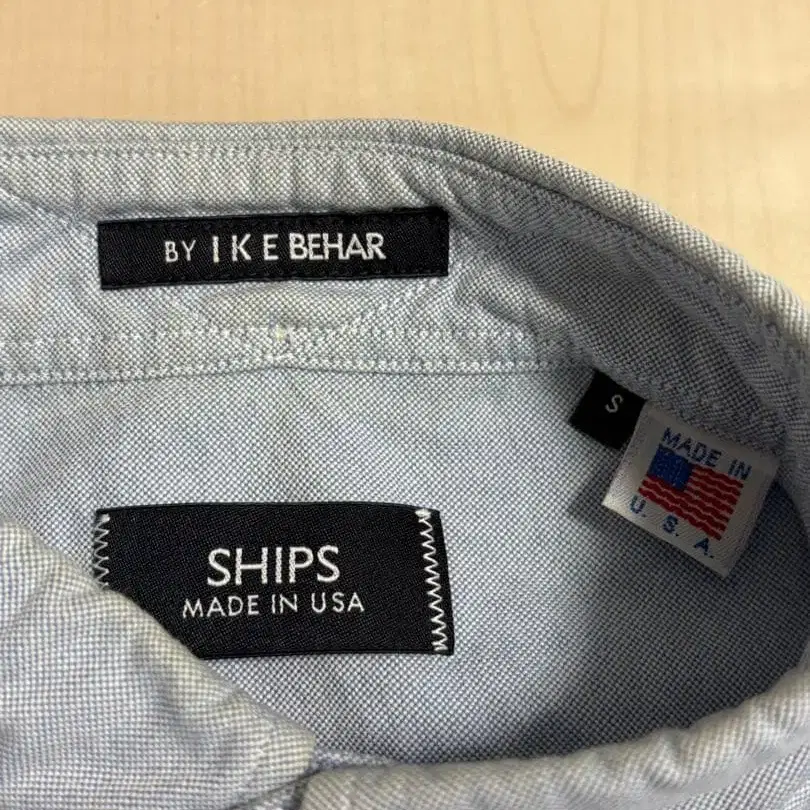 BY IKE BEHAR
S
MADE IN
U. S. A.
SHIPS
MADE IN USA